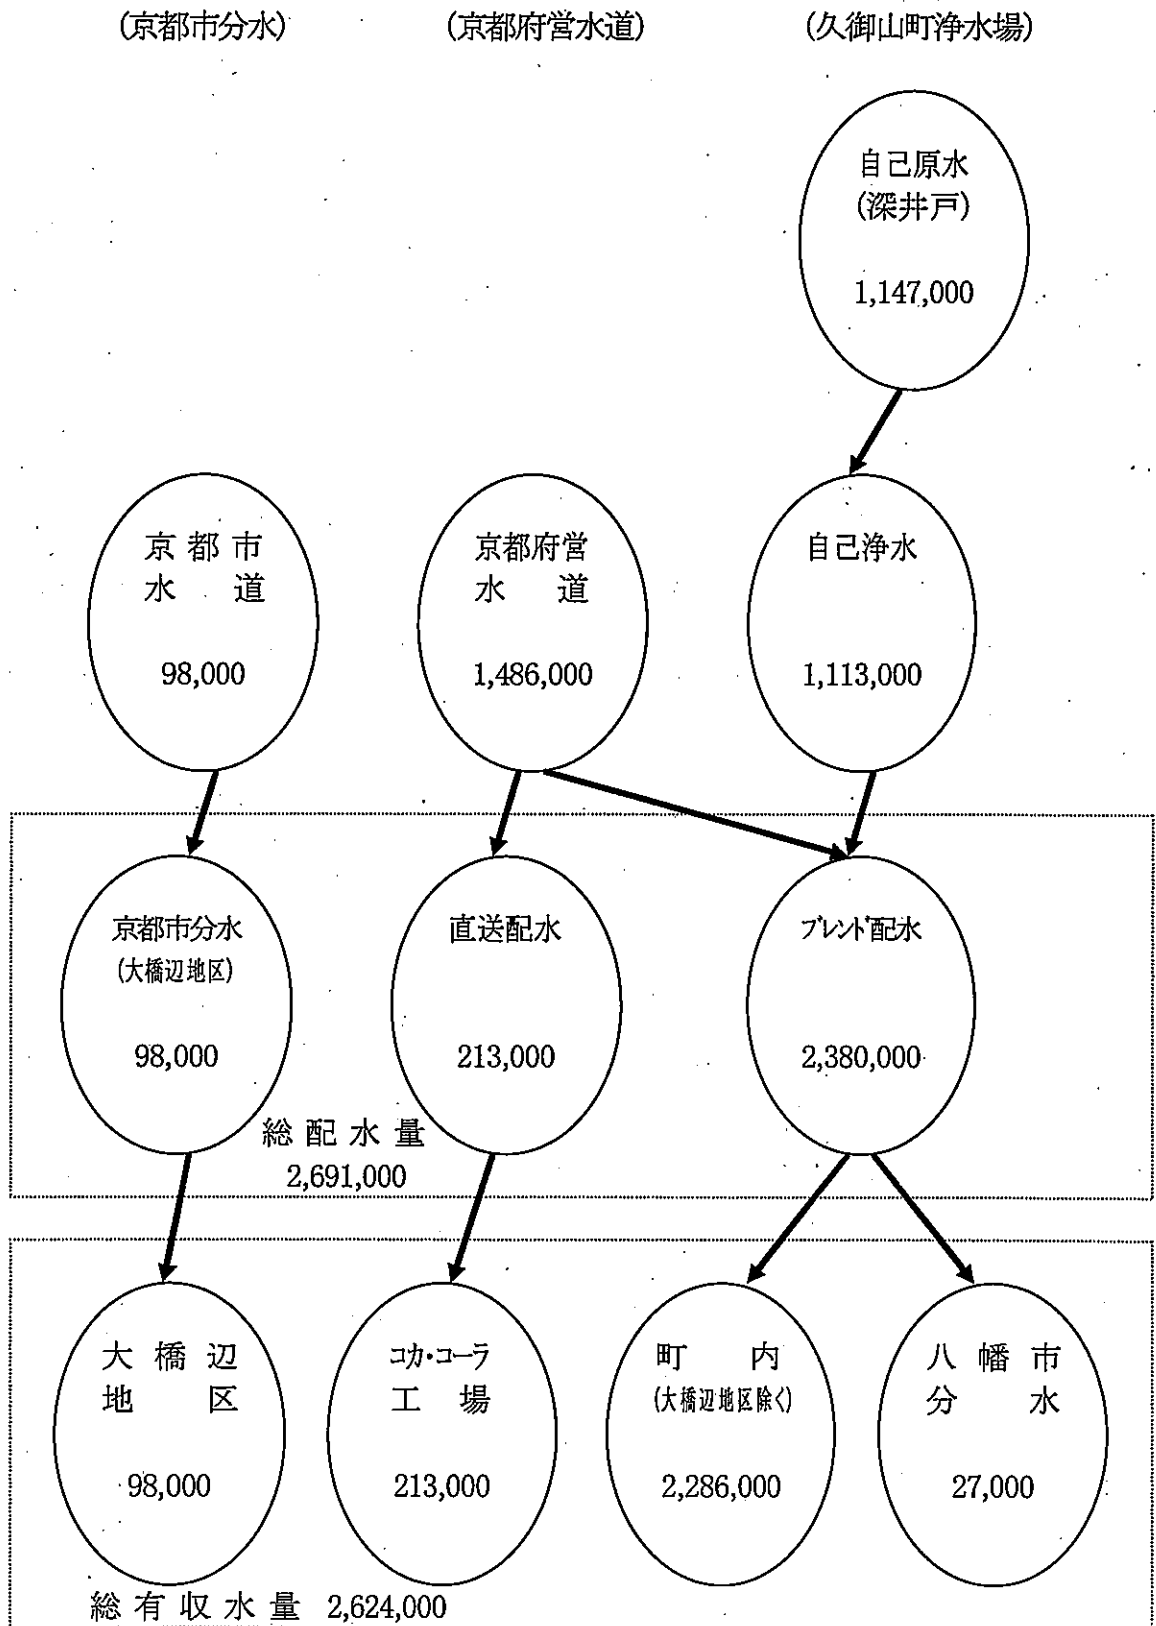 (京都市分水)
(京都府営水道)
(久御山町浄水場)
自己原水
(深井戸)
1,147,000
京都市
水道
98,000
京都府営
水道
1,486,000
自己浄水
1,113,000
京都市分水
(大橋辺地区)
98,000
直送配水
213,000
ブレンド配水
2,380,000
総配水量
2,691,000
大橋辺
地区
98,000
コカ・コーラ
工場
213,000
町内
(大橋辺地区除く)
2,286,000
八幡市
分水
27,000
総有収水量 2,624,000